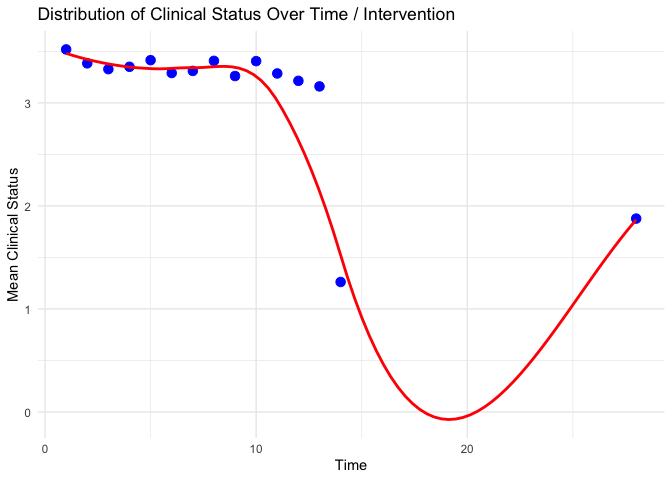 Distribution of Clinical Status Over Time / Intervention
Mean Clinical Status
3
2
1
0
0 10 20
Time